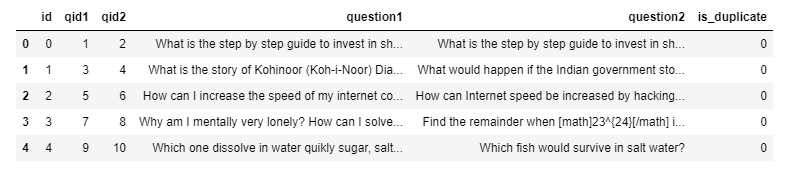 id qid1 qid2 question1 question2 is_duplicate
0 0 1 2 What is the step by step guide to invest in sh... What is the step by step guide to invest in sh... 0
1 1 3 4 What is the story of Kohinoor (Koh-i-Noor) Dia... What would happen if the Indian government sto... 0
2 2 5 6 How can I increase the speed of my internet co... How can Internet speed be increased by hacking... 0
3 3 7 8 Why am I mentally very lonely? How can I solve... Find the remainder when [math]23^{24}[/math] i... 0
4 4 9 10 Which one dissolve in water quikly sugar, salt... Which fish would survive in salt water? 0